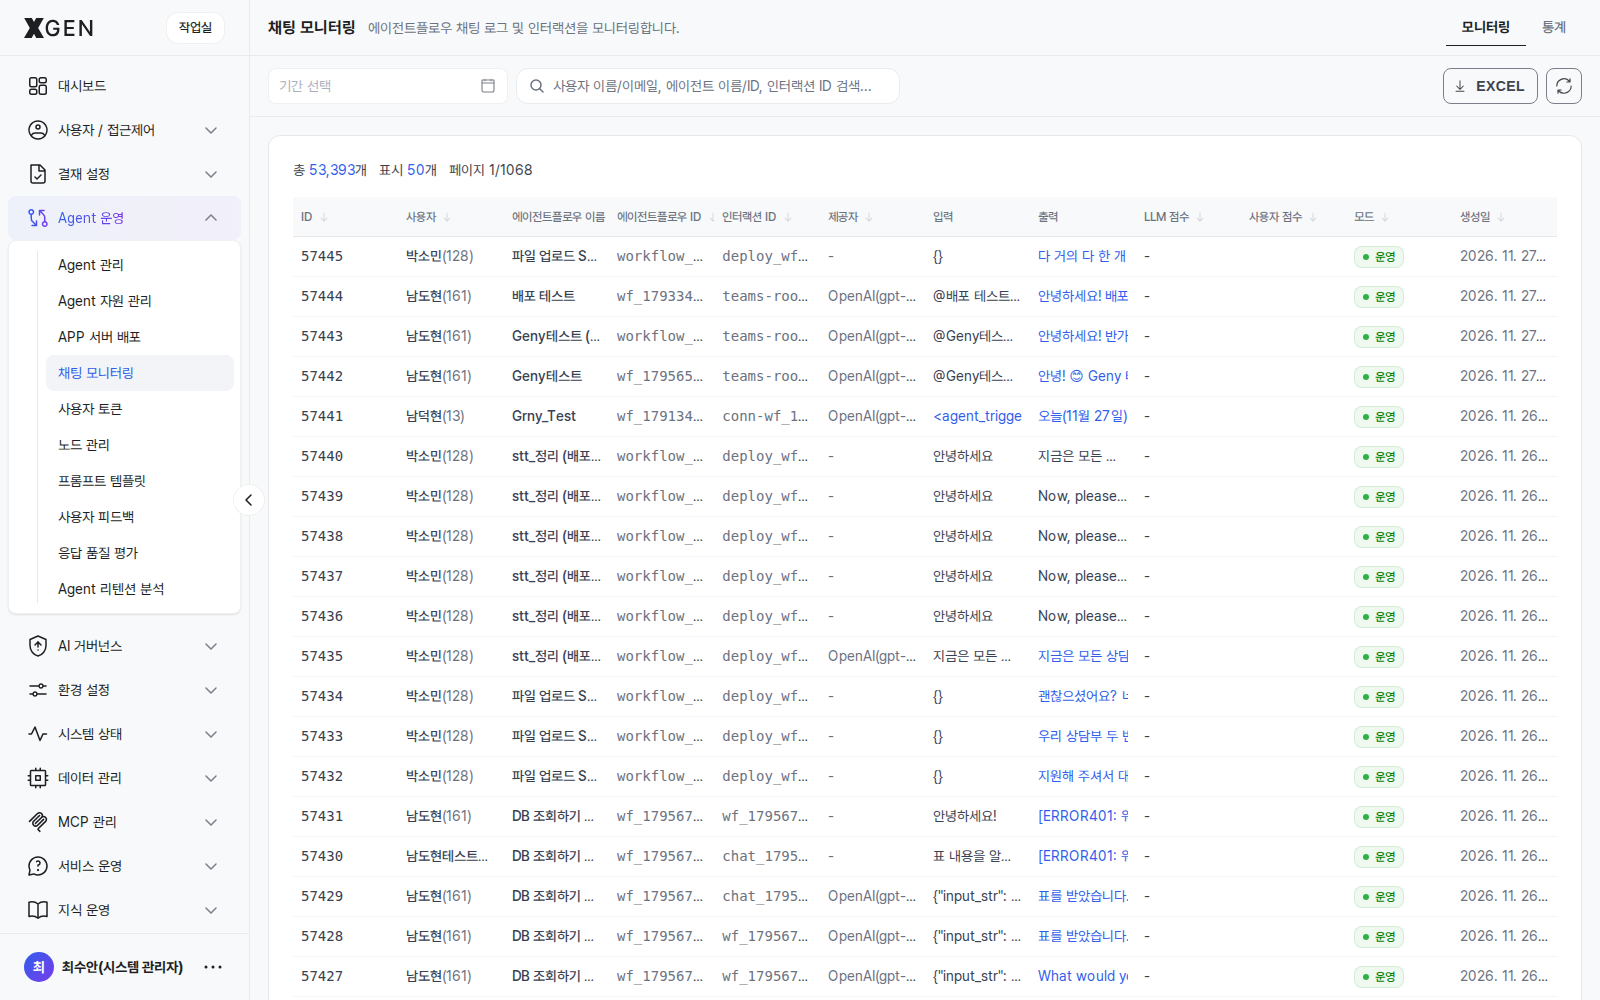 XGEN 작업실
대시보드
사용자 / 접근제어
결재 설정
Agent 운영
Agent 관리
Agent 자원 관리
APP 서버 배포
채팅 모니터링
사용자 토큰
노드 관리
프롬프트 템플릿
사용자 피드백
응답 품질 평가
Agent 리텐션 분석
AI 거버넌스
환경 설정
시스템 상태
데이터 관리
MCP 관리
서비스 운영
지식 운영
최 최수안(시스템 관리자)
채팅 모니터링 에이전트플로우 채팅 로그 및 인터랙션을 모니터링합니다.
모니터링 통계
기간 선택
사용자 이름/이메일, 에이전트 이름/ID, 인터랙션 ID 검색...
EXCEL
총 53,393개 표시 50개 페이지 1/1068
ID 사용자 에이전트플로우 이름 에이전트플로우 ID 인터랙션 ID 제공자 입력 출력 LLM 점수 사용자 점수 모드 생성일
57445 박소민(128) 파일 업로드 S... workflow_... deploy_wf... - {} 다 거의 다 한 개 - 운영 2026. 11. 27...
57444 남도현(161) 배포 테스트 wf_179334... teams-roo... OpenAI(gpt-... @배포 테스트... 안녕하세요! 배포 - 운영 2026. 11. 27...
57443 남도현(161) Geny테스트 (... workflow_... teams-roo... OpenAI(gpt-... @Geny테스... 안녕하세요! 반가 - 운영 2026. 11. 27...
57442 남도현(161) Geny테스트 wf_179565... teams-roo... OpenAI(gpt-... @Geny테스... 안녕! 😊 Geny - 운영 2026. 11. 27...
57441 남덕현(13) Grny_Test wf_179134... conn-wf_1... OpenAI(gpt-... <agent_trigge 오늘(11월 27일) - 운영 2026. 11. 26...
57440 박소민(128) stt_정리 (배포... workflow_... deploy_wf... - 안녕하세요 지금은 모든 ... - 운영 2026. 11. 26...
57439 박소민(128) stt_정리 (배포... workflow_... deploy_wf... - 안녕하세요 Now, please... - 운영 2026. 11. 26...
57438 박소민(128) stt_정리 (배포... workflow_... deploy_wf... - 안녕하세요 Now, please... - 운영 2026. 11. 26...
57437 박소민(128) stt_정리 (배포... workflow_... deploy_wf... - 안녕하세요 Now, please... - 운영 2026. 11. 26...
57436 박소민(128) stt_정리 (배포... workflow_... deploy_wf... - 안녕하세요 Now, please... - 운영 2026. 11. 26...
57435 박소민(128) stt_정리 (배포... workflow_... deploy_wf... OpenAI(gpt-... 지금은 모든 ... 지금은 모든 상담 - 운영 2026. 11. 26...
57434 박소민(128) 파일 업로드 S... workflow_... deploy_wf... - {} 괜찮으셨어요? - 운영 2026. 11. 26...
57433 박소민(128) 파일 업로드 S... workflow_... deploy_wf... - {} 우리 상담부 두 - 운영 2026. 11. 26...
57432 박소민(128) 파일 업로드 S... workflow_... deploy_wf... - {} 지원해 주셔서 대 - 운영 2026. 11. 26...
57431 남도현(161) DB 조회하기 ... wf_179567... wf_179567... - 안녕하세요! [ERROR401: - 운영 2026. 11. 26...
57430 남도현테스트... DB 조회하기 ... wf_179567... chat_1795... - 표 내용을 알... [ERROR401: - 운영 2026. 11. 26...
57429 남도현(161) DB 조회하기 ... wf_179567... chat_1795... OpenAI(gpt-... {"input_str": ... 표를 받았습니다. - 운영 2026. 11. 26...
57428 남도현(161) DB 조회하기 ... wf_179567... wf_179567... OpenAI(gpt-... {"input_str": ... 표를 받았습니다. - 운영 2026. 11. 26...
57427 남도현(161) DB 조회하기 ... wf_179567... wf_179567... OpenAI(gpt-... {"input_str": ... What would - 운영 2026. 11. 26...